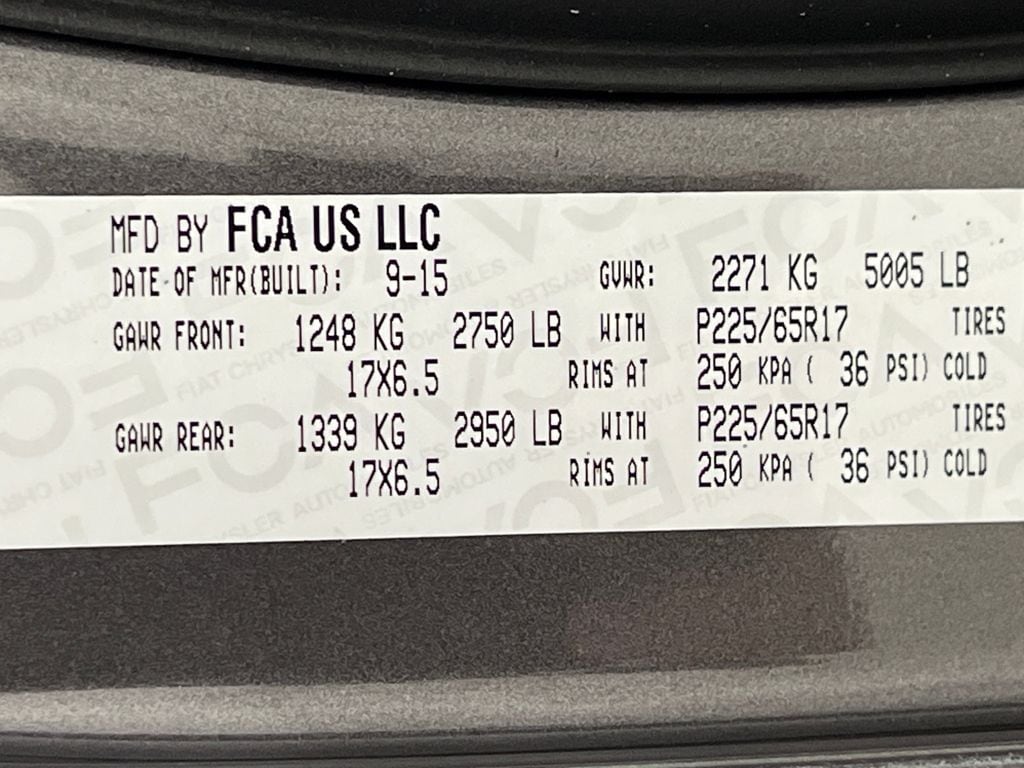 MFD BY FCA US LLC
DATE OF MFR(BUILT): 9-15 GVWR: 2271 KG 5005 LB
GAWR FRONT: 1248 KG 2750 LB WITH P225/65R17 TIRES
17X6.5 RIMS AT 250 KPA ( 36 PSI) COLD
GAWR REAR: 1339 KG 2950 LB WITH P225/65R17 TIRES
17X6.5 RIMS AT 250 KPA ( 36 PSI) COLD